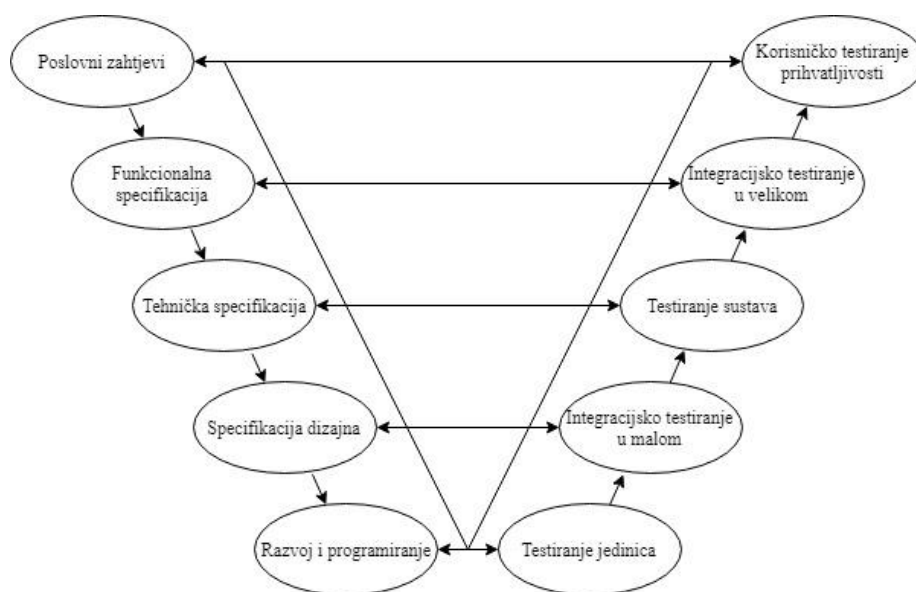 Poslovni zahtjevi
Korisničko testiranje
prihvatljivosti
Funkcionalna
specifikacija
Integracijsko testiranje
u velikom
Tehnička specifikacija
Testiranje sustava
Specifikacija dizajna
Integracijsko testiranje
u malom
Razvoj i programiranje
Testiranje jedinica